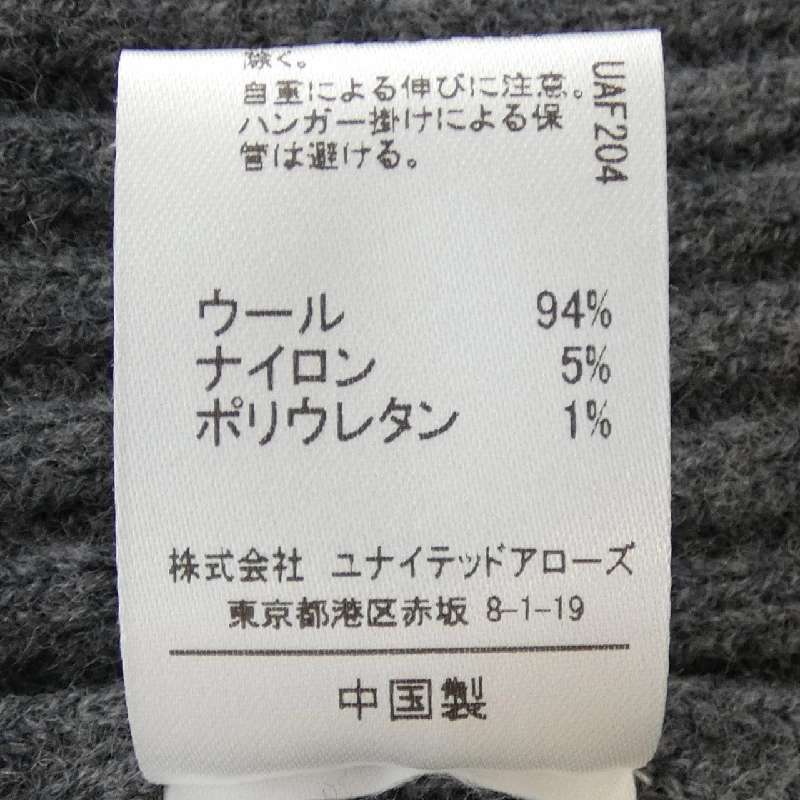 除く。
自重による伸びに注意。
ハンガー掛けによる保
管は避ける。
UAF204
ウール 94%
ナイロン 5%
ポリウレタン 1%
株式会社 ユナイテッドアローズ
東京都港区赤坂 8-1-19
中国製